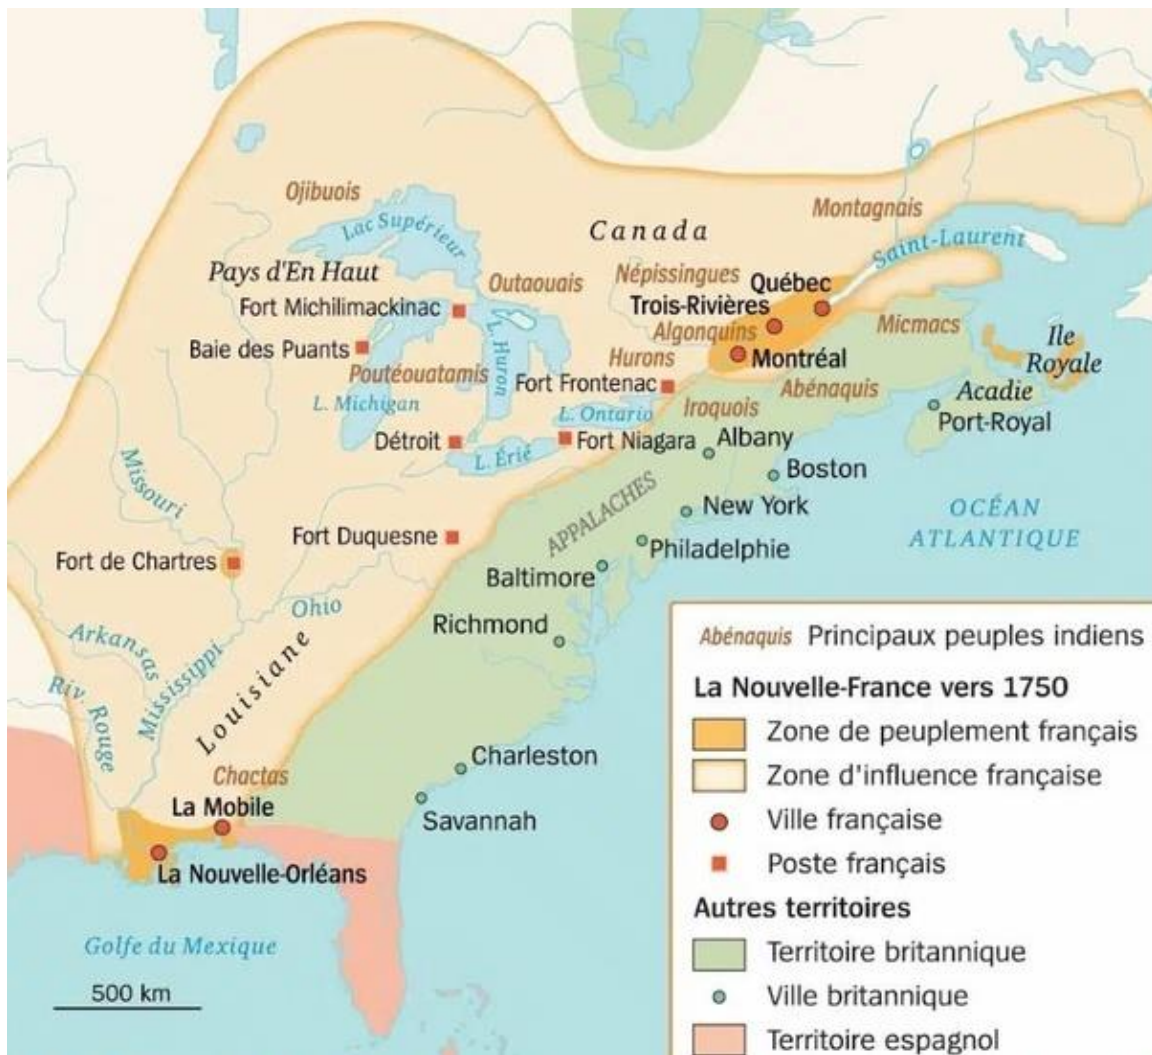 Ojibuois
Lac Supérieur
Canada
Montagnais
Saint-Laurent
Pays d'En Haut
Outaouais
Népissingues
Québec
Fort Michilimackinac
Trois-Rivières
Baie des Puants
L. Huron
Algonquins
Micmacs
Ile
Royale
Poutéouatamis
Hurons
Montréal
L. Michigan
Fort Frontenac
Abénaquis
Acadie
L. Ontario
Iroquois
Port-Royal
Détroit
L. Érié
Fort Niagara
Albany
Missouri
Boston
APPALACHES
New York
OCÉAN
ATLANTIQUE
Fort Duquesne
Philadelphie
Fort de Chartres
Baltimore
Ohio
Richmond
Arkansas
Mississippi
Louisiane
Riv. Rouge
Charleston
Chactas
La Mobile
Savannah
La Nouvelle-Orléans
Golfe du Mexique
500 km
Abénaquis Principaux peuples indiens
La Nouvelle-France vers 1750
Zone de peuplement français
Zone d'influence française
Ville française
Poste français
Autres territoires
Territoire britannique
Ville britannique
Territoire espagnol